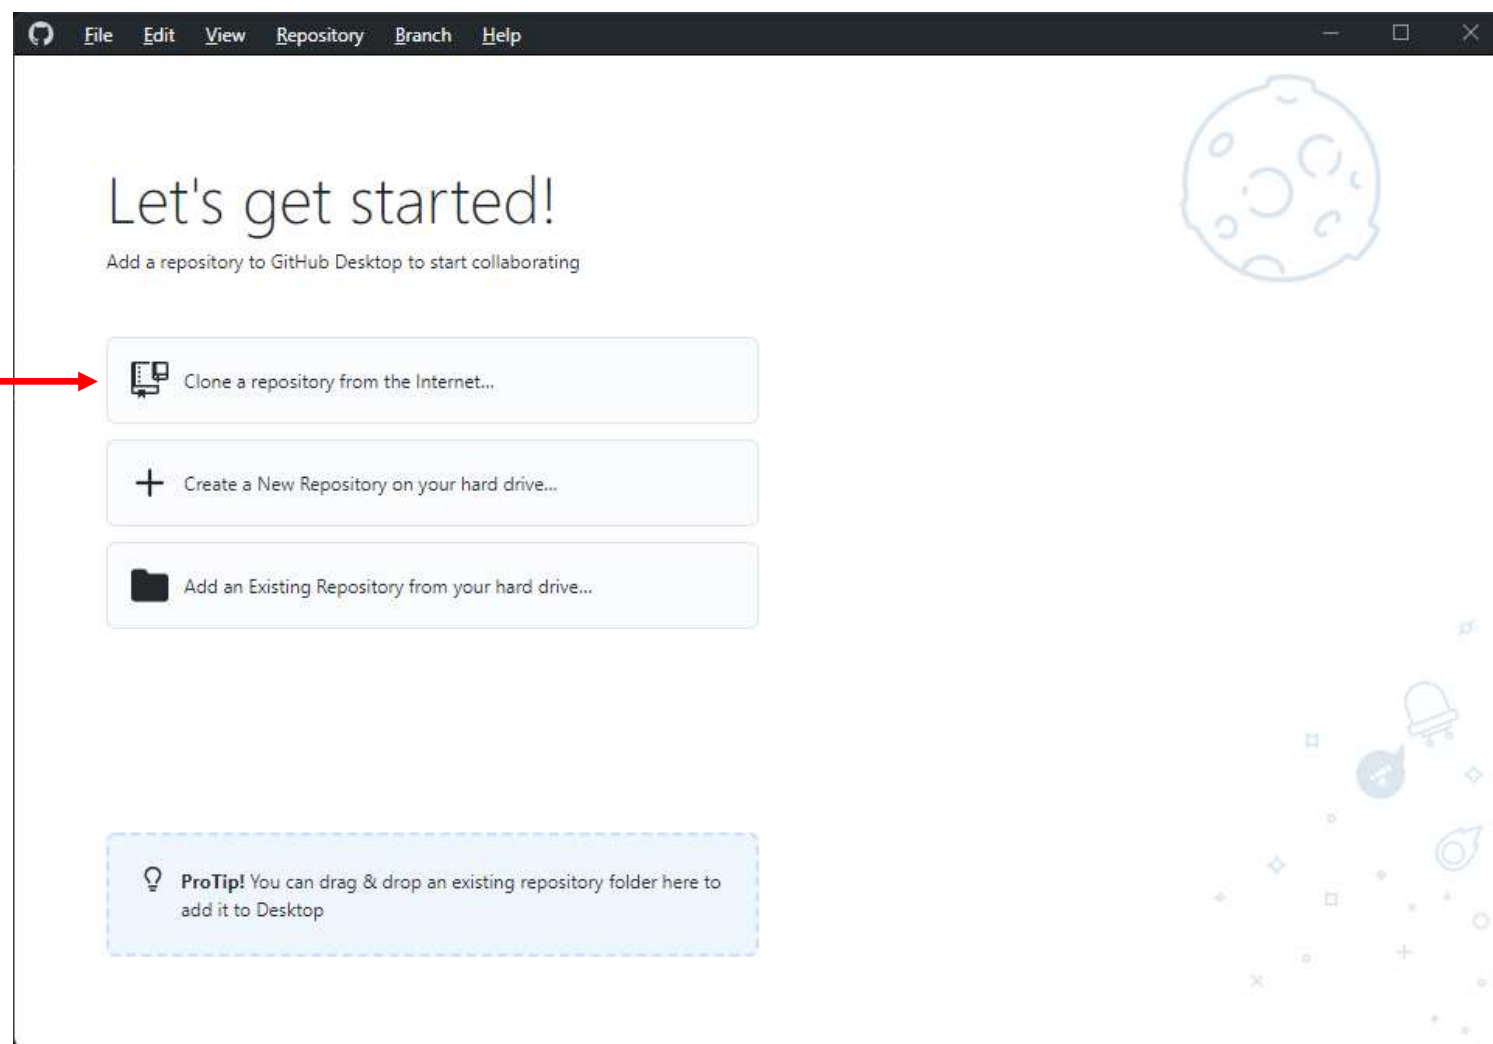 File Edit View Repository Branch Help
Let's get started!
Add a repository to GitHub Desktop to start collaborating
Clone a repository from the Internet...
Create a New Repository on your hard drive...
Add an Existing Repository from your hard drive...
ProTip! You can drag & drop an existing repository folder here to
add it to Desktop